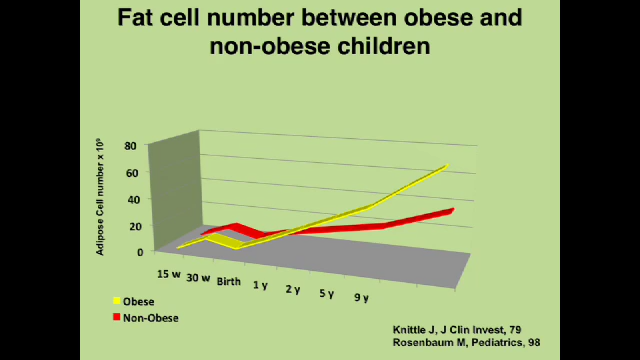 Fat cell number between obese and
non-obese children
Adipose Cell number x 10⁹
80
60
40
20
0
15 w 30 w Birth 1 y 2 y 5 y 9 y
Obese
Non-Obese
Knittle J, J Clin Invest, 79
Rosenbaum M, Pediatrics, 98